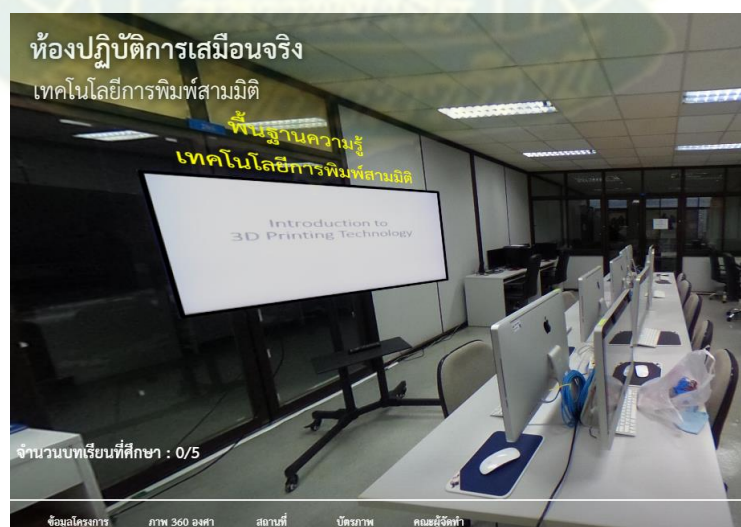 ห้องปฏิบัติการเสมือนจริง
เทคโนโลยีการพิมพ์สามมิติ
พื้นฐานความรู้
เทคโนโลยีการพิมพ์สามมิติ
Introduction to
3D Printing Technology
จำนวนบทเรียนที่ศึกษา : 0/5
ข้อมูลโครงการ ภาพ 360 องศา สถานที่ บัตรภาพ คณะผู้จัดทำ